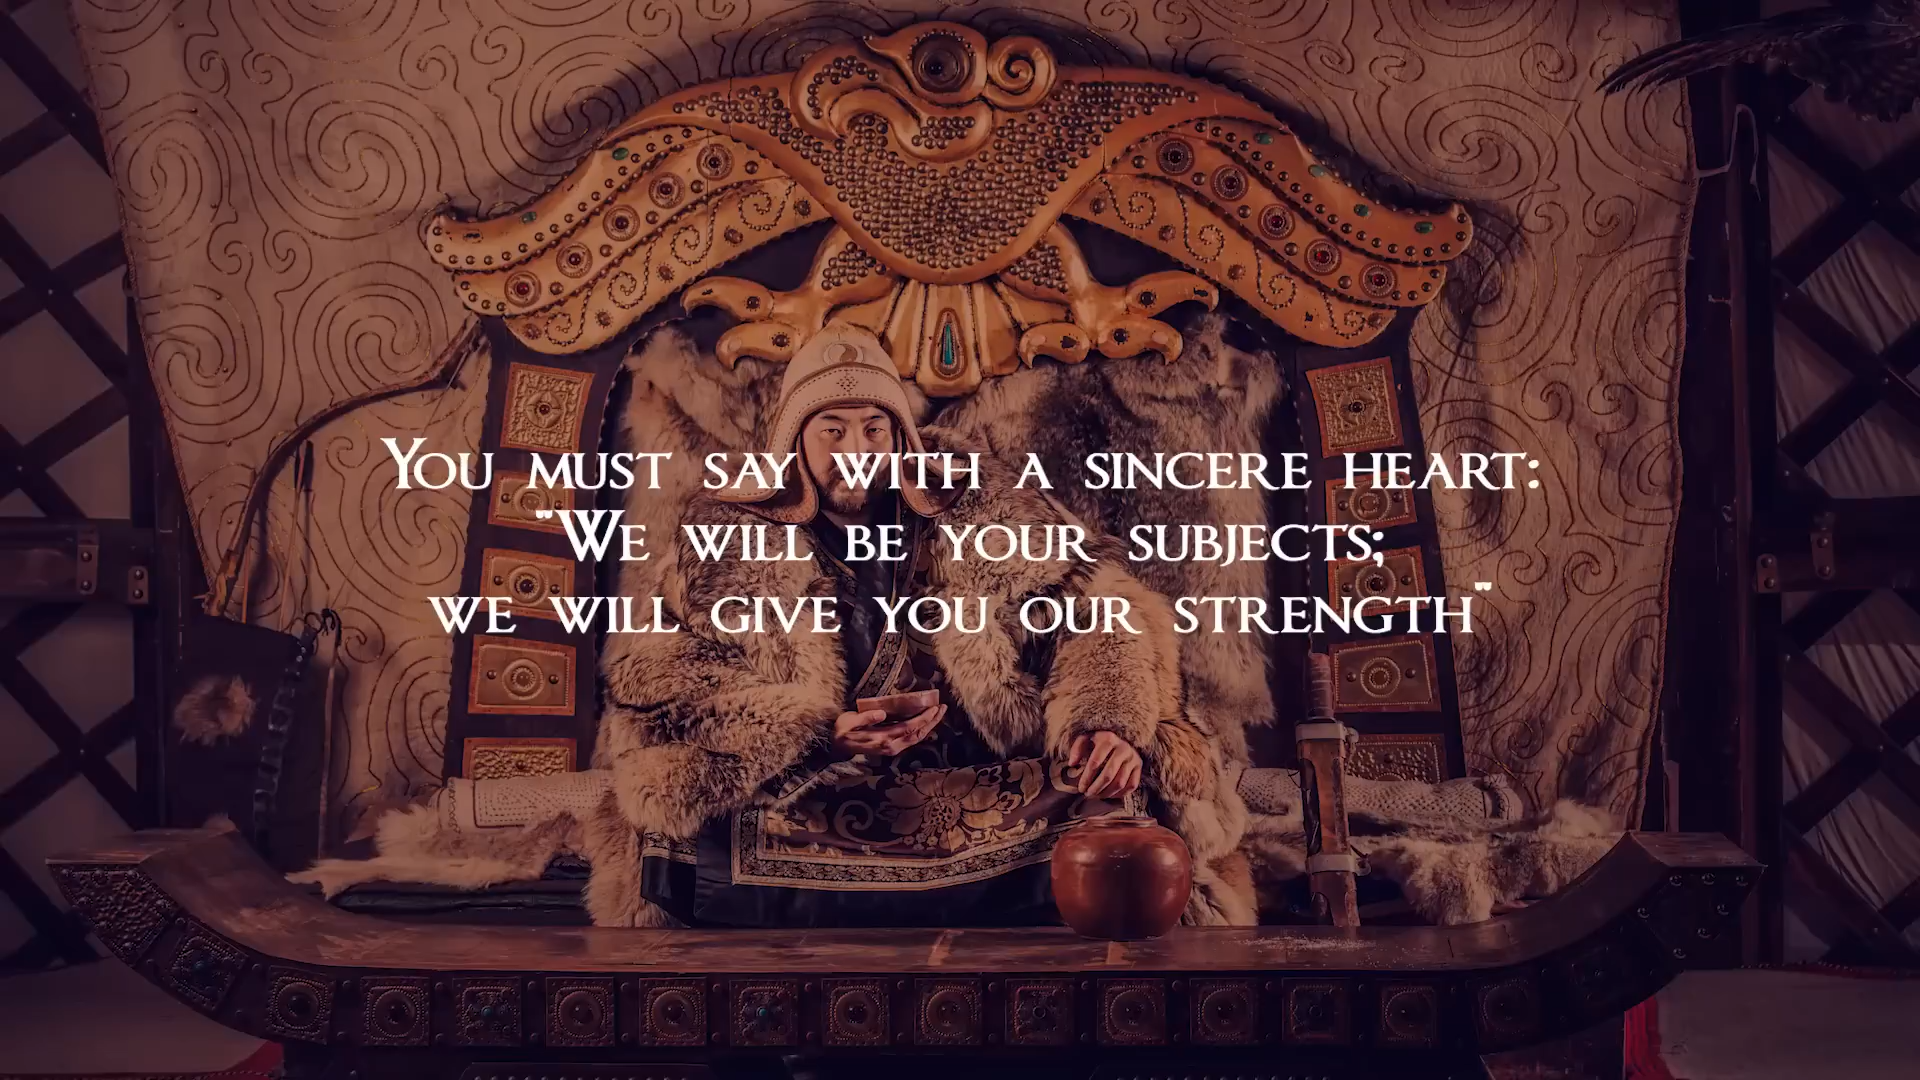 You must say with a sincere heart:
"We will be your subjects;
we will give you our strength"